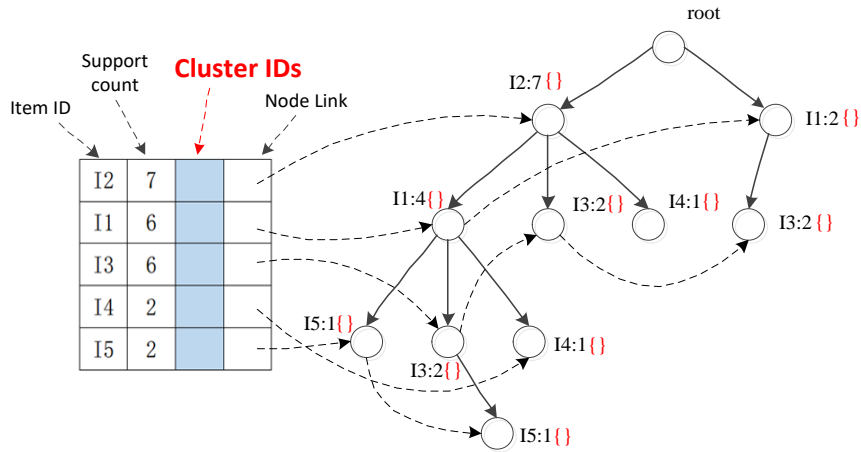 root
Support
count
Cluster IDs
Item ID
Node Link
I2:7{}
I1:2{}
I2 7
I1 6
I3 6
I4 2
I5 2
I1:4{}
I3:2{}
I4:1{}
I3:2{}
I5:1{}
I3:2{}
I4:1{}
I5:1{}